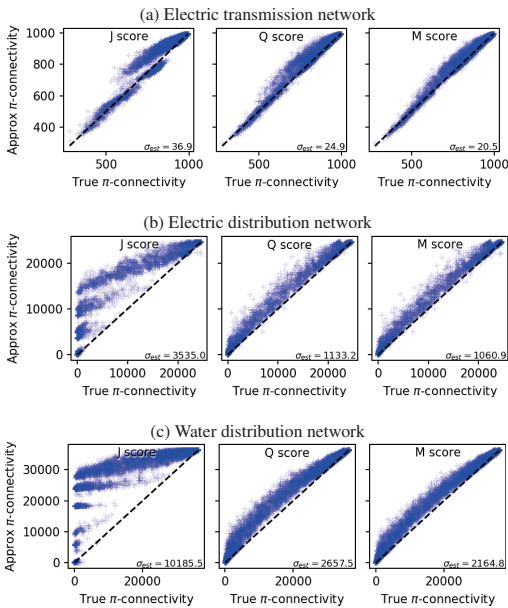 (a) Electric transmission network
J score Q score M score
Approx π-connectivity
1000
800
600
400
σest = 36.9 σest = 24.9 σest = 20.5
500 1000 500 1000 500 1000
True π-connectivity True π-connectivity True π-connectivity
(b) Electric distribution network
J score Q score M score
Approx π-connectivity
20000
10000
0
σest = 3535.0 σest = 1133.2 σest = 1060.9
0 10000 20000 0 10000 20000 0 10000 20000
True π-connectivity True π-connectivity True π-connectivity
(c) Water distribution network
J score Q score M score
Approx π-connectivity
30000
20000
10000
0
σest = 10185.5 σest = 2657.5 σest = 2164.8
0 20000 0 20000 0 20000
True π-connectivity True π-connectivity True π-connectivity